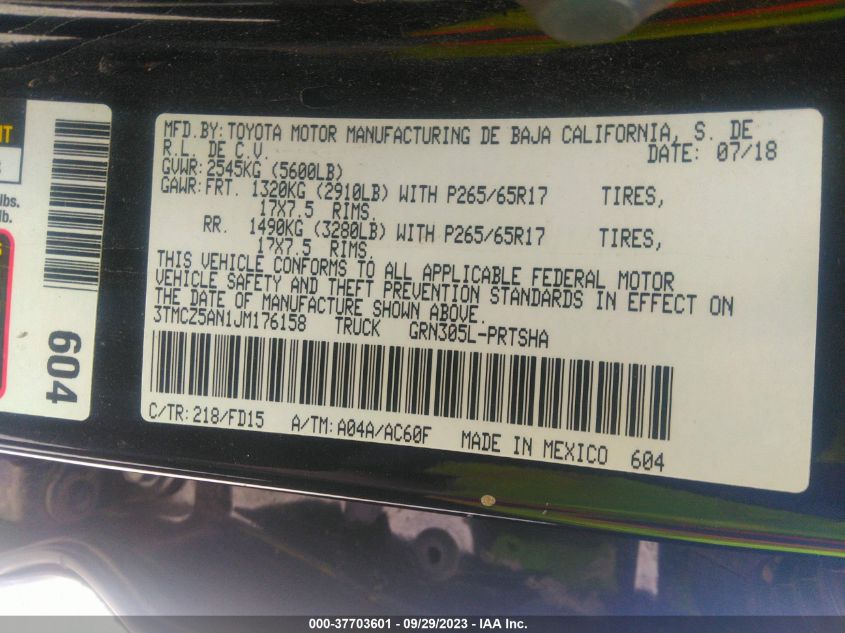 NT
lbs.
lb.
S
604
MFD.BY: TOYOTA MOTOR MANUFACTURING DE BAJA CALIFORNIA, S. DE
R.L. DE C.V. DATE: 07/18
GVWR: 2545KG (5600LB)
GAWR: FRT. 1320KG (2910LB) WITH P265/65R17 TIRES,
17X7.5 RIMS.
RR. 1490KG (3280LB) WITH P265/65R17 TIRES,
17X7.5 RIMS.
THIS VEHICLE CONFORMS TO ALL APPLICABLE FEDERAL MOTOR
VEHICLE SAFETY AND THEFT PREVENTION STANDARDS IN EFFECT ON
THE DATE OF MANUFACTURE SHOWN ABOVE.
3TMCZ5AN1JM176158 TRUCK GRN305L-PRTSHA
C/TR: 218/FD15 A/TM: A04A/AC60F MADE IN MEXICO 604
000-37703601 / 09/29/2023 - IAA Inc.